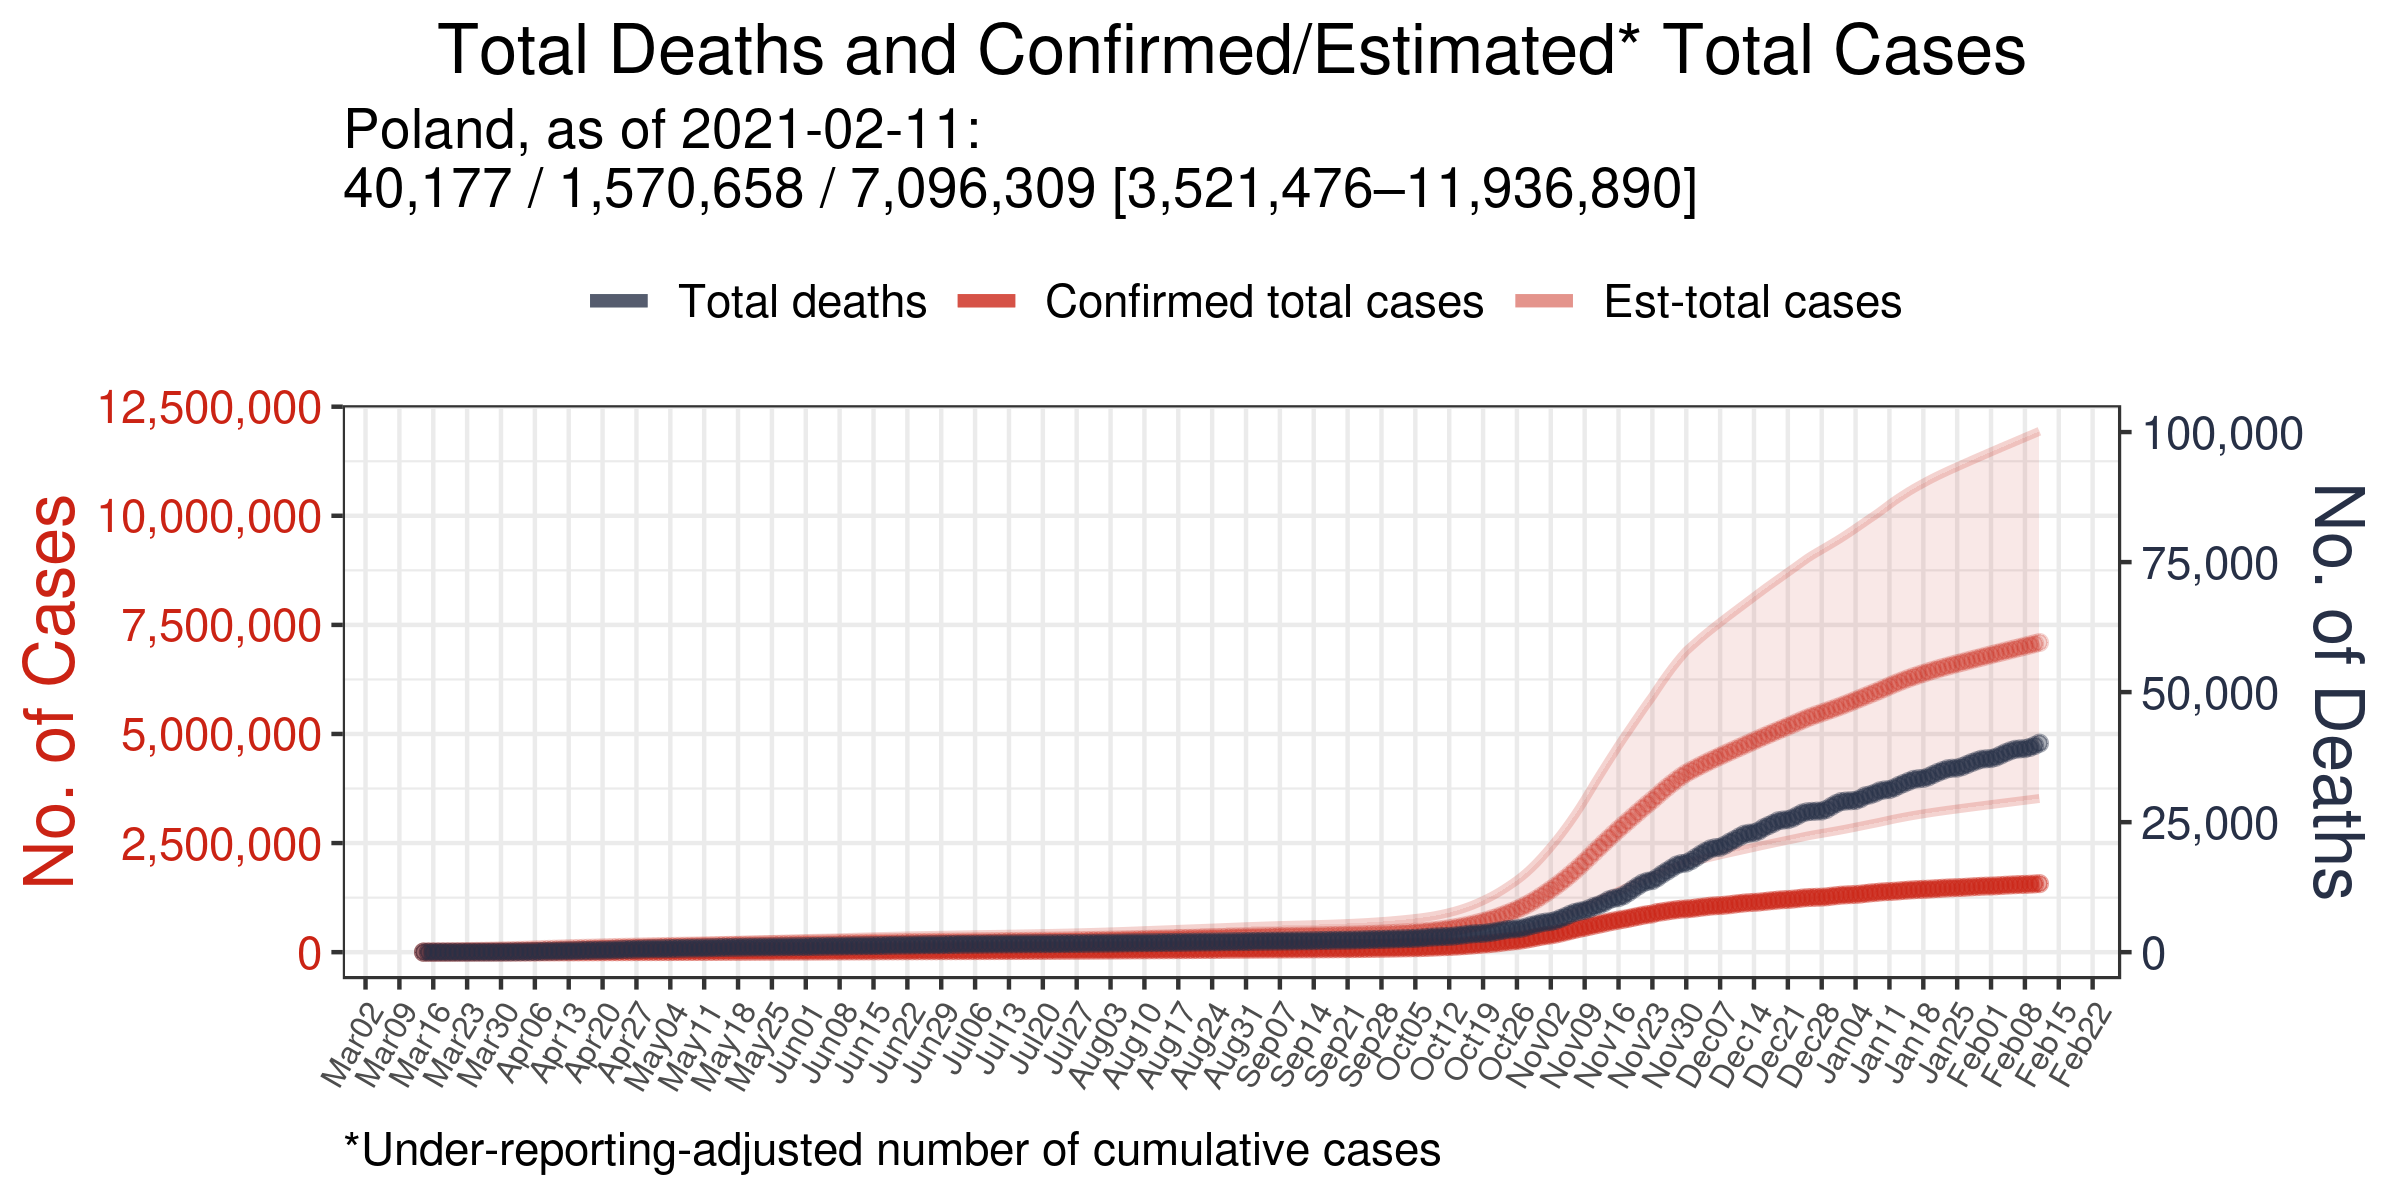 Total Deaths and Confirmed/Estimated* Total Cases
Poland, as of 2021-02-11:
40,177 / 1,570,658 / 7,096,309 [3,521,476–11,936,890]
Total deaths
Confirmed total cases
Est-total cases
No. of Cases
12,500,000
10,000,000
7,500,000
5,000,000
2,500,000
0
100,000
75,000
50,000
25,000
0
No. of Deaths
Mar02
Mar09
Mar16
Mar23
Mar30
Apr06
Apr13
Apr20
Apr27
May04
May11
May18
May25
Jun01
Jun08
Jun15
Jun22
Jun29
Jul06
Jul13
Jul20
Jul27
Aug03
Aug10
Aug17
Aug24
Aug31
Sep07
Sep14
Sep21
Sep28
Oct05
Oct12
Oct19
Oct26
Nov02
Nov09
Nov16
Nov23
Nov30
Dec07
Dec14
Dec21
Dec28
Jan04
Jan11
Jan18
Jan25
Feb01
Feb08
Feb15
Feb22
*Under-reporting-adjusted number of cumulative cases